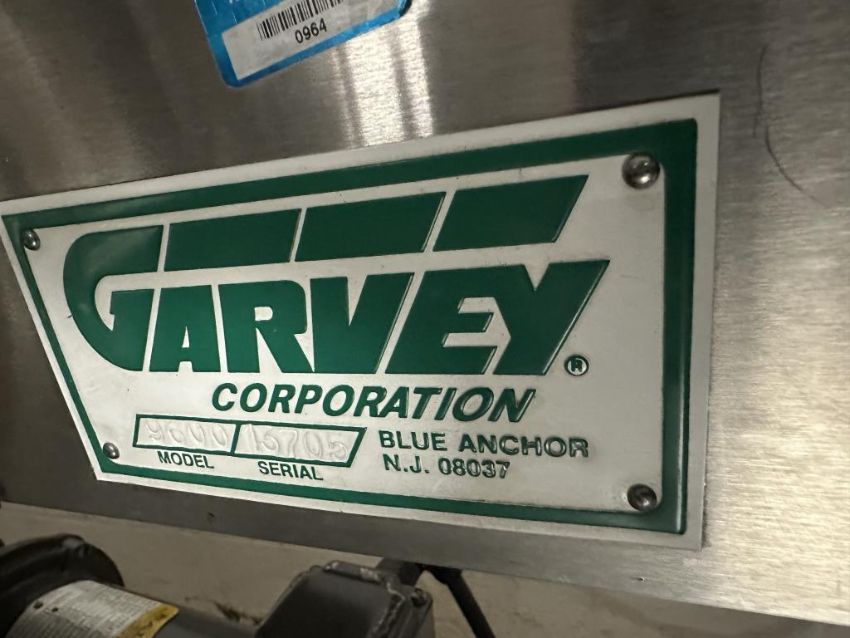 0964
GARVEY®
CORPORATION
9600 / 15705 BLUE ANCHOR
MODEL SERIAL N.J. 08037